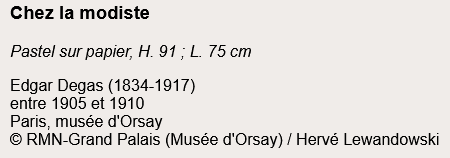 Chez la modiste
Pastel sur papier, H. 91 ; L. 75 cm
Edgar Degas (1834-1917)
entre 1905 et 1910
Paris, musée d'Orsay
© RMN-Grand Palais (Musée d'Orsay) / Hervé Lewandowski